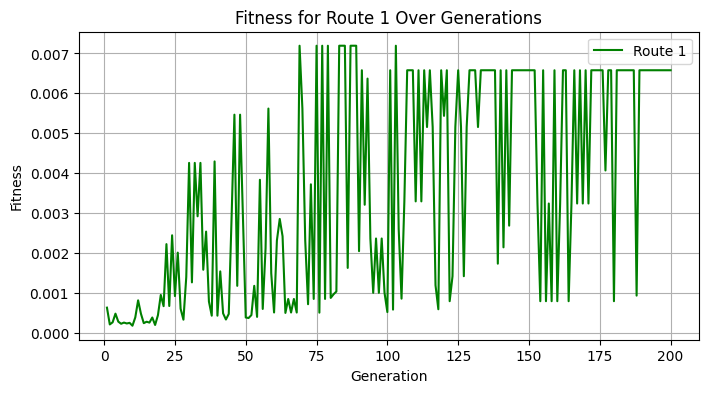 Fitness for Route 1 Over Generations
Route 1
Fitness
0.007
0.006
0.005
0.004
0.003
0.002
0.001
0.000
0 25 50 75 100 125 150 175 200
Generation